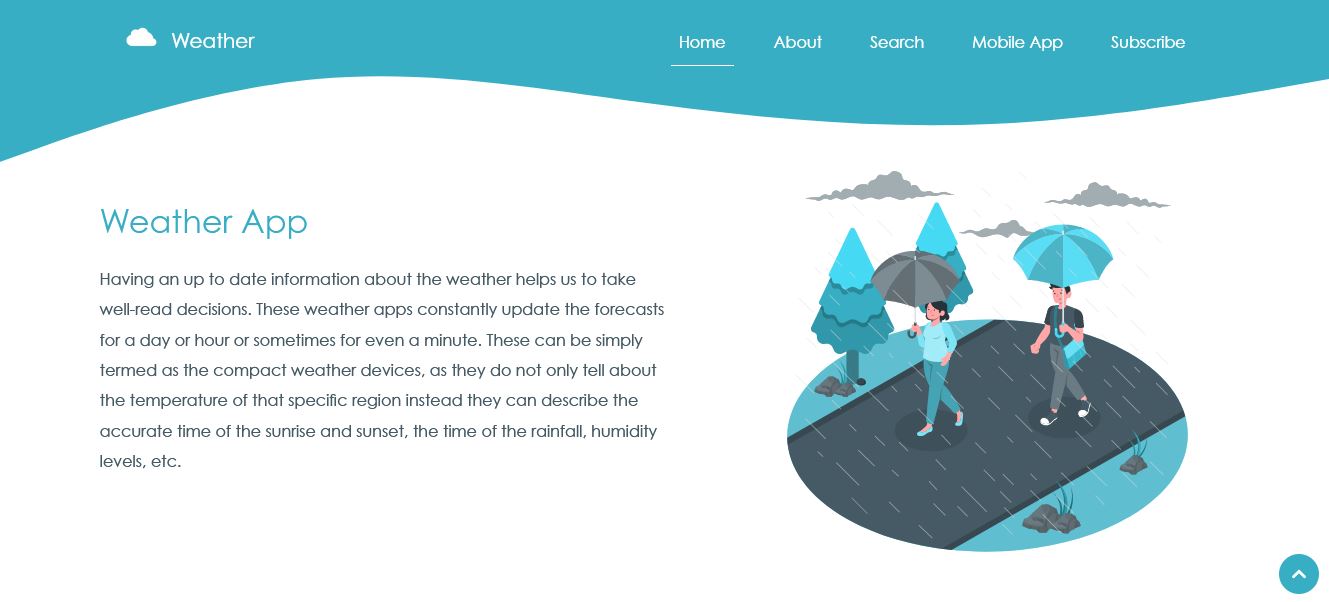 Weather
Home
About
Search
Mobile App
Subscribe
Weather App
Having an up to date information about the weather helps us to take
well-read decisions. These weather apps constantly update the forecasts
for a day or hour or sometimes for even a minute. These can be simply
termed as the compact weather devices, as they do not only tell about
the temperature of that specific region instead they can describe the
accurate time of the sunrise and sunset, the time of the rainfall, humidity
levels, etc.